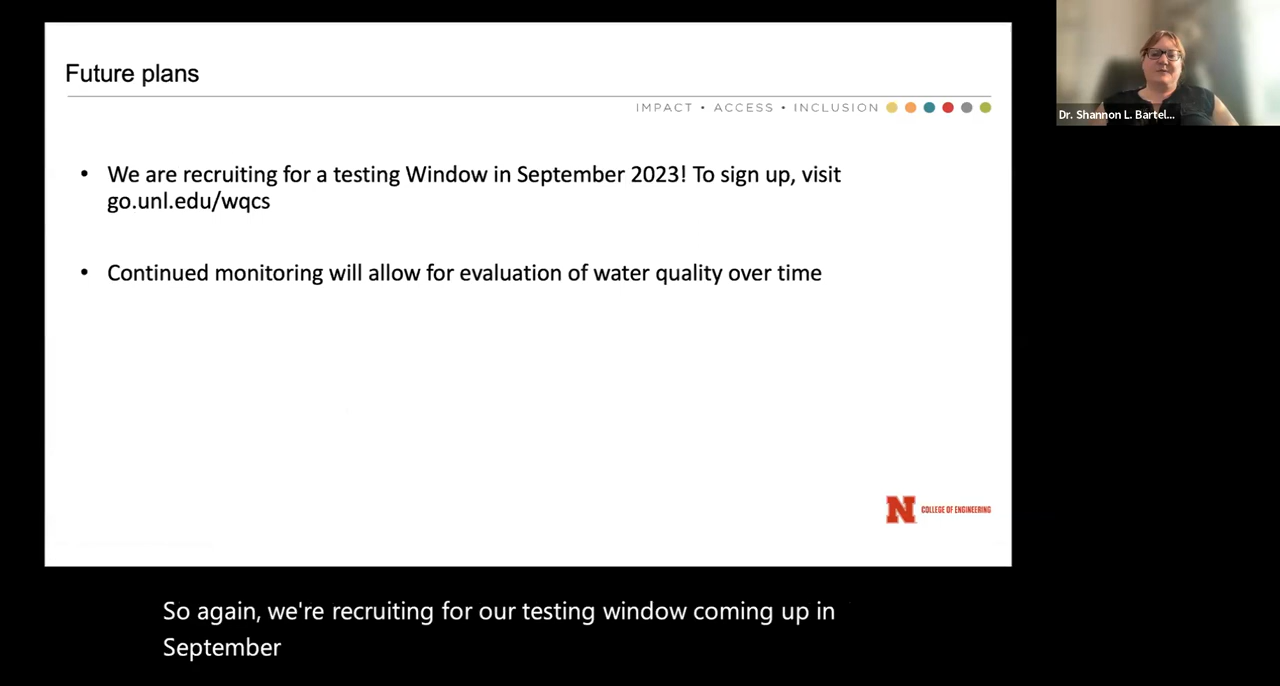 Future plans
IMPACT • ACCESS • INCLUSION
• We are recruiting for a testing Window in September 2023! To sign up, visit
go.unl.edu/wqcs
• Continued monitoring will allow for evaluation of water quality over time
N COLLEGE OF ENGINEERING
Dr. Shannon L. Bartel...
So again, we're recruiting for our testing window coming up in
September